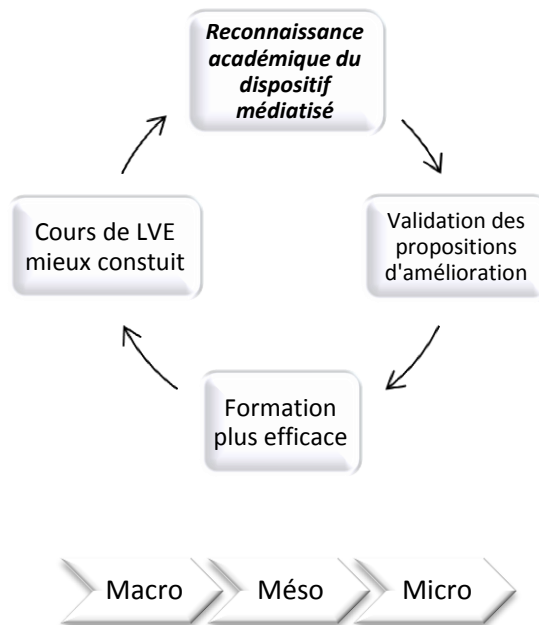 Reconnaissance
académique du
dispositif
médiatisé
Validation des
propositions
d'amélioration
Formation
plus efficace
Cours de LVE
mieux constuit
Macro
Méso
Micro